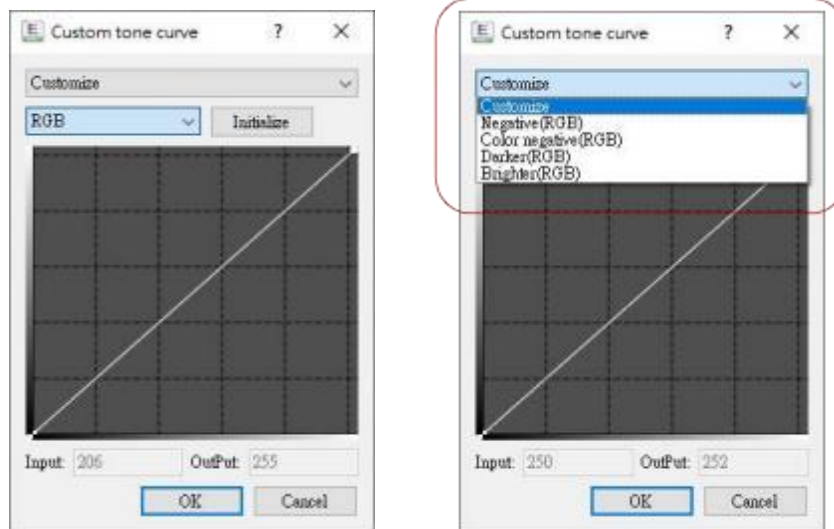 Custom tone curve ? ×
Customize
RGB Initialize
Input: 206 OutPut: 255
OK Cancel
Custom tone curve ? ×
Customize
Customize
Negative(RGB)
Color negative(RGB)
Darker(RGB)
Brighter(RGB)
Input: 250 OutPut: 252
OK Cancel